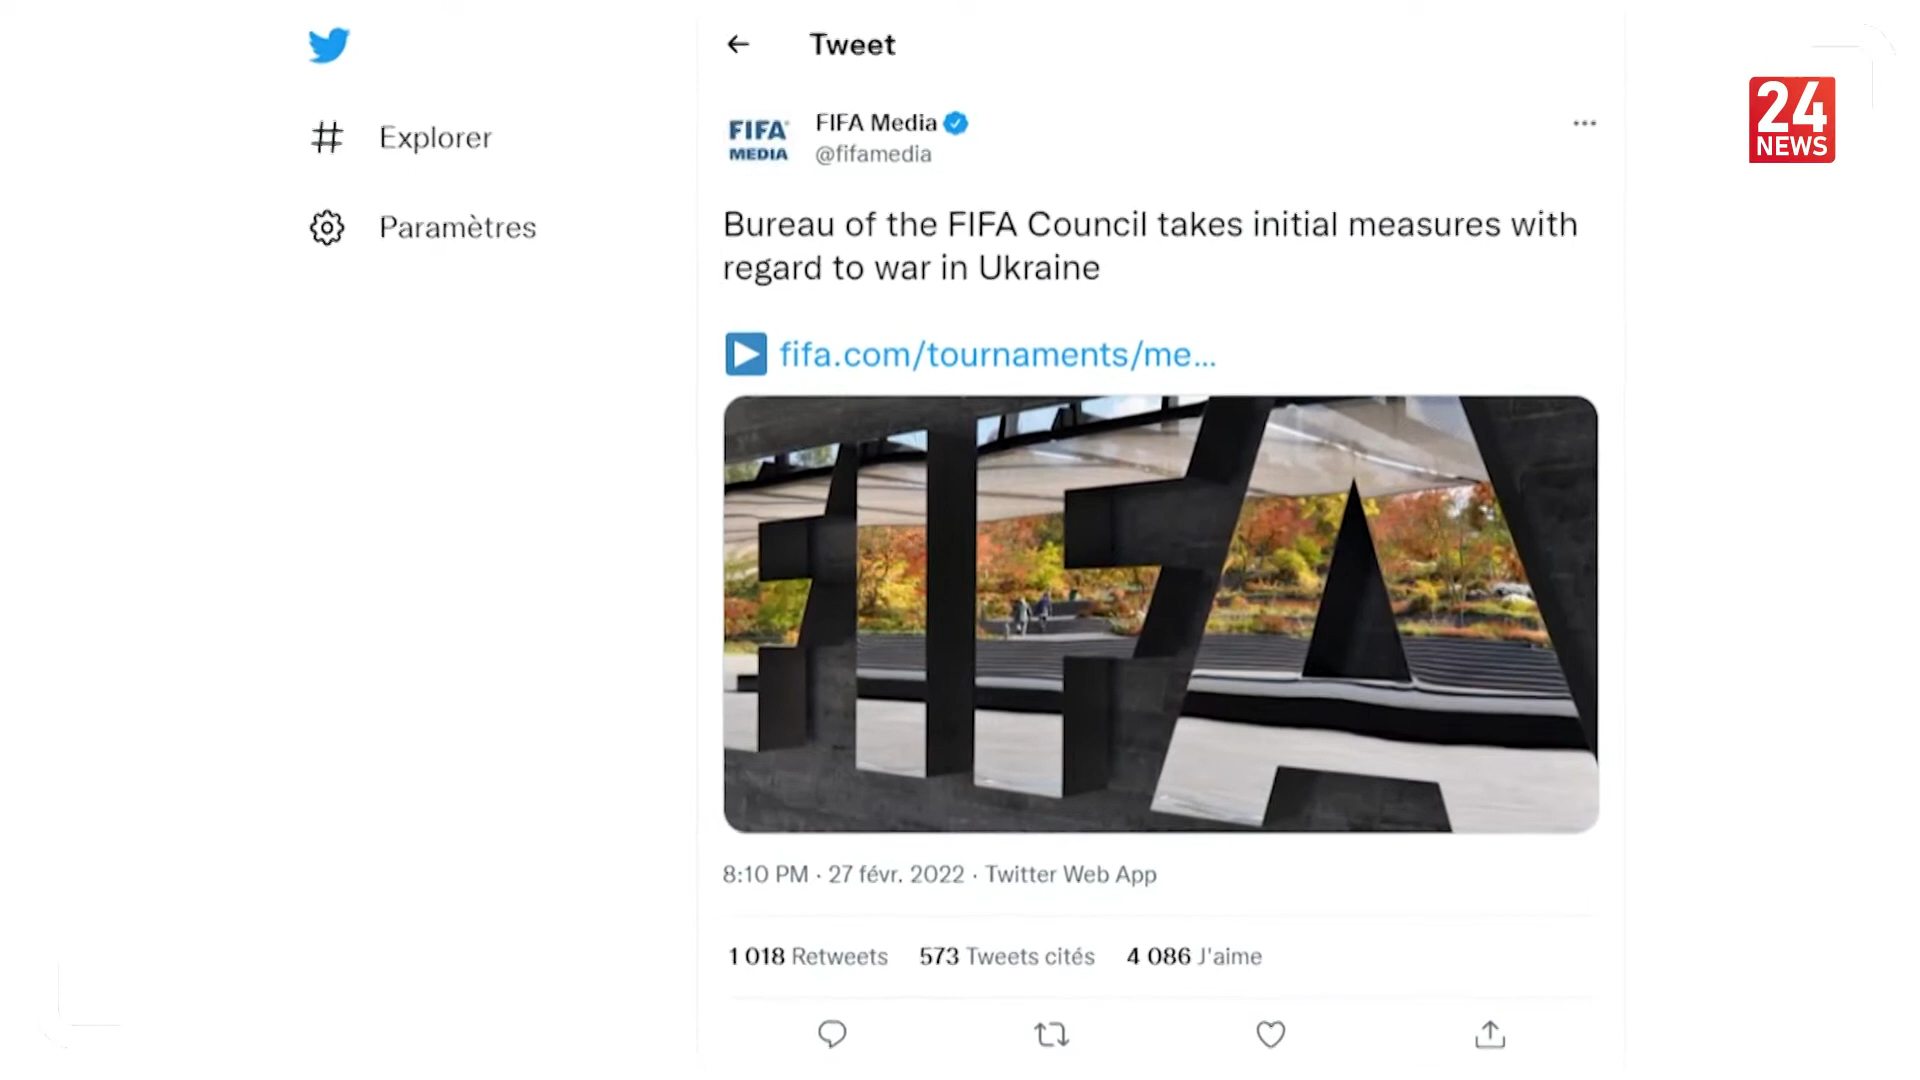 Tweet
Explorer
Paramètres
FIFA
MEDIA
FIFA Media
@fifamedia
24
NEWS
Bureau of the FIFA Council takes initial measures with
regard to war in Ukraine
fifa.com/tournaments/me...
FIFA
8:10 PM · 27 févr. 2022 · Twitter Web App
1 018 Retweets 573 Tweets cités 4 086 J'aime